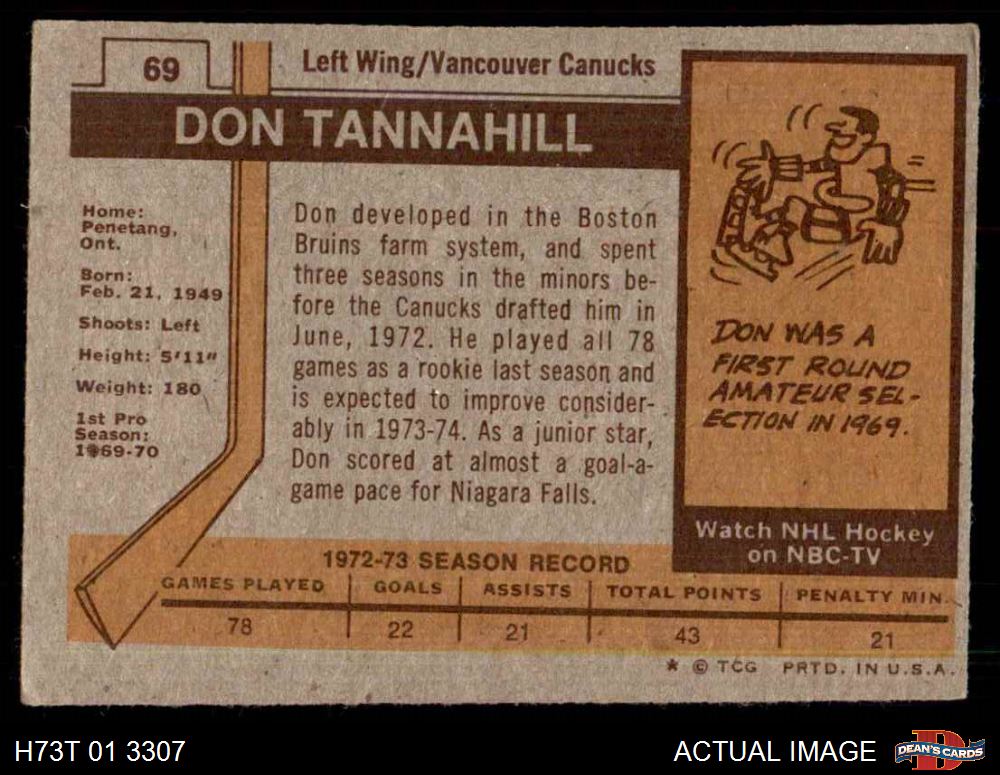 69
Left Wing/Vancouver Canucks
DON TANNAHILL
Home:
Penetang,
Ont.
Born:
Feb. 21, 1949
Shoots: Left
Height: 5'11"
Weight: 180
1st Pro
Season:
1969-70
Don developed in the Boston
Bruins farm system, and spent
three seasons in the minors be-
fore the Canucks drafted him in
June, 1972. He played all 78
games as a rookie last season and
is expected to improve consider-
ably in 1973-74. As a junior star,
Don scored at almost a goal-a-
game pace for Niagara Falls.
DON WAS A
FIRST ROUND
AMATEUR SEL-
ECTION IN 1969.
Watch NHL Hockey
on NBC-TV
1972-73 SEASON RECORD
GAMES PLAYED GOALS ASSISTS TOTAL POINTS PENALTY MIN.
78 22 21 43 21
* © TCG PRTD. IN U.S.A.
H73T 01 3307
ACTUAL IMAGE
DEAN'S CARDS